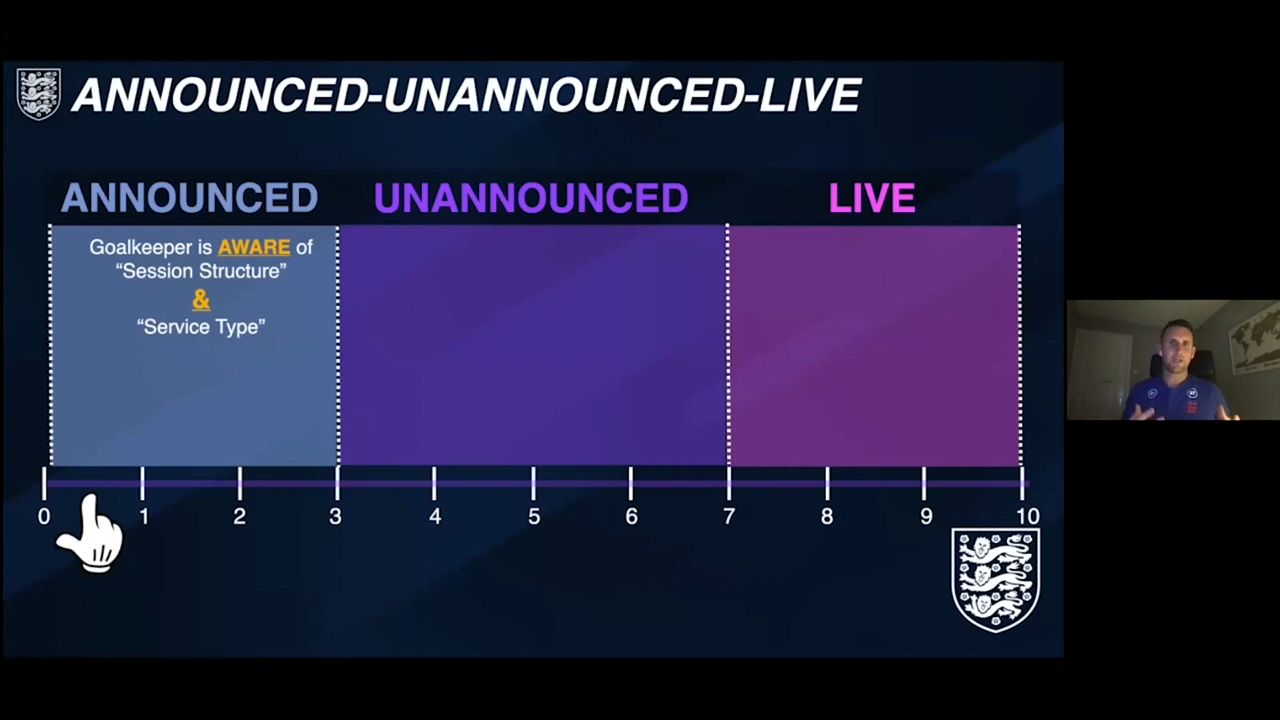 ANNOUNCED-UNANNOUNCED-LIVE
ANNOUNCED
UNANNOUNCED
LIVE
Goalkeeper is AWARE of
“Session Structure”
&
“Service Type”
0 1 2 3 4 5 6 7 8 9 10